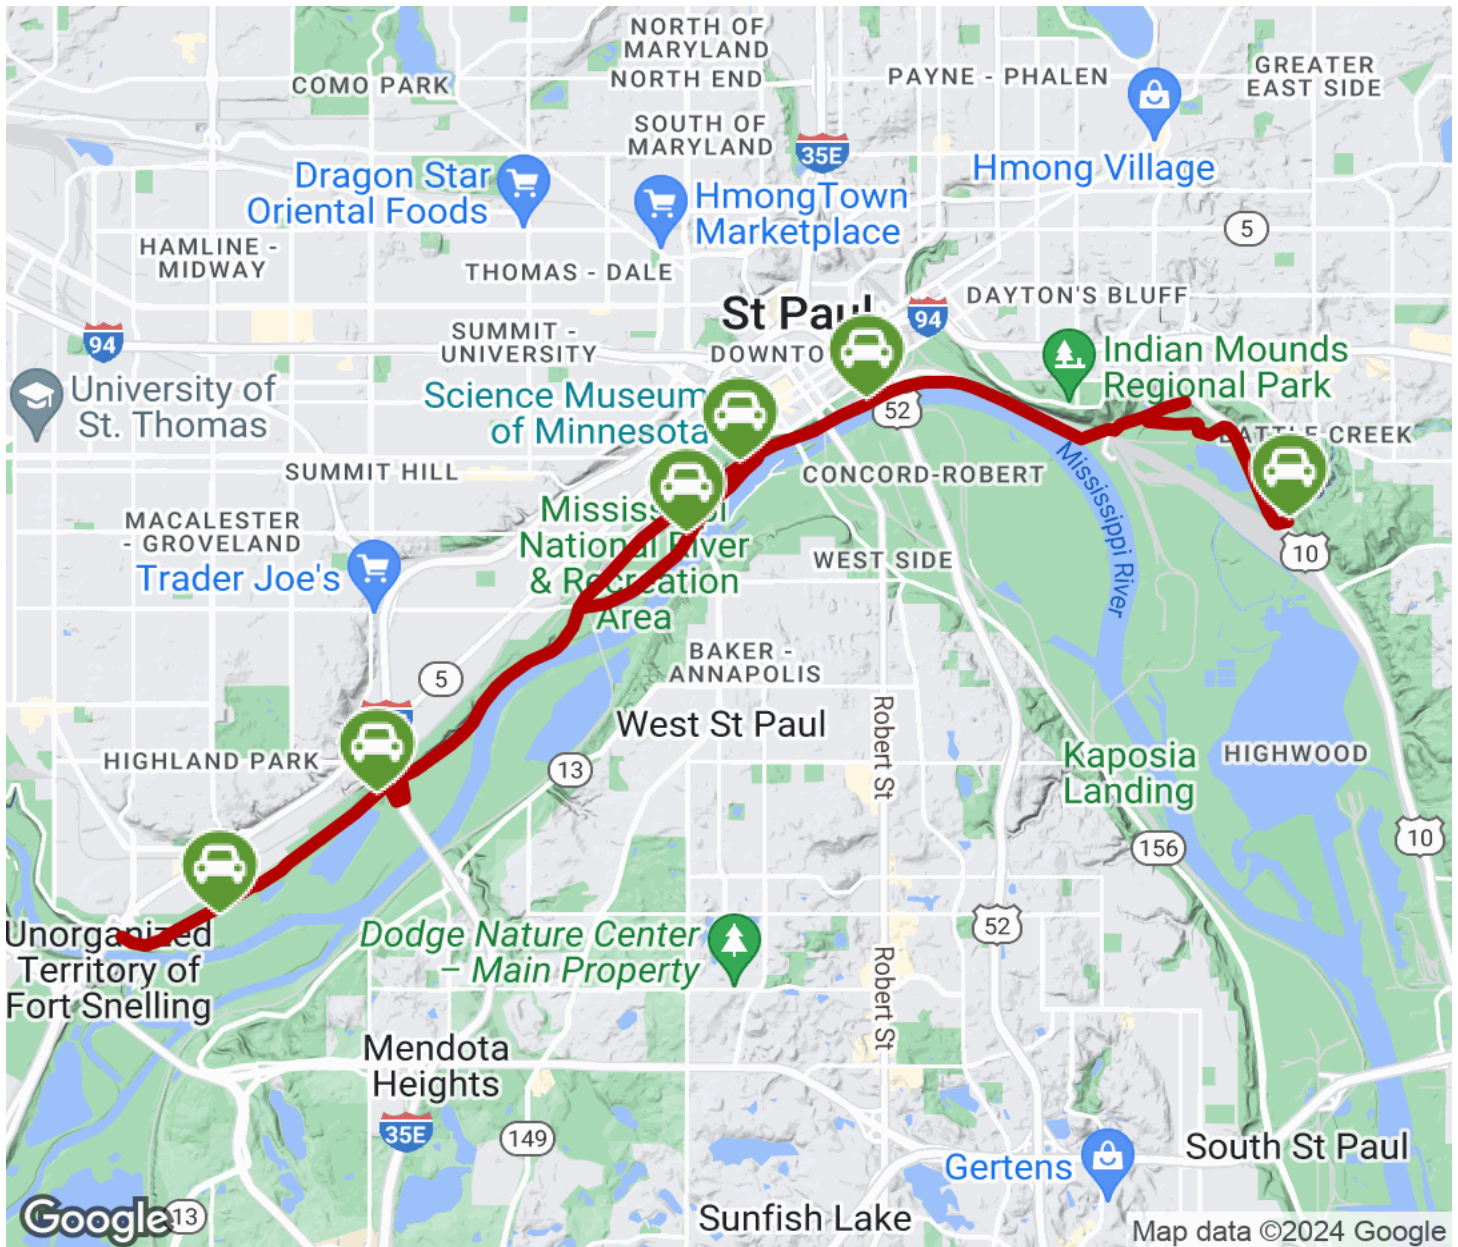 NORTH OF
MARYLAND
NORTH END
COMO PARK
PAYNE - PHALEN
GREATER
EAST SIDE
SOUTH OF
MARYLAND
35E
Hmong Village
Dragon Star
Oriental Foods
HmongTown
Marketplace
5
HAMLINE -
MIDWAY
THOMAS - DALE
DAYTON'S BLUFF
St Paul
94
94
SUMMIT -
UNIVERSITY
DOWNTO
Indian Mounds
Regional Park
University of
St. Thomas
Science Museum
of Minnesota
52
BATTLE CREEK
SUMMIT HILL
CONCORD-ROBERT
Mississippi River
MACALESTER
- GROVELAND
Mississippi
National River
& Recreation
Area
WEST SIDE
10
Trader Joe's
BAKER -
ANNAPOLIS
5
West St Paul
Robert St
HIGHLAND PARK
13
Kaposia
Landing
HIGHWOOD
156
10
Unorganized
Territory of
Fort Snelling
Dodge Nature Center
– Main Property
52
Robert St
Mendota
Heights
35E
149
South St Paul
Gertens
Google
13
Sunfish Lake
Map data ©2024 Google